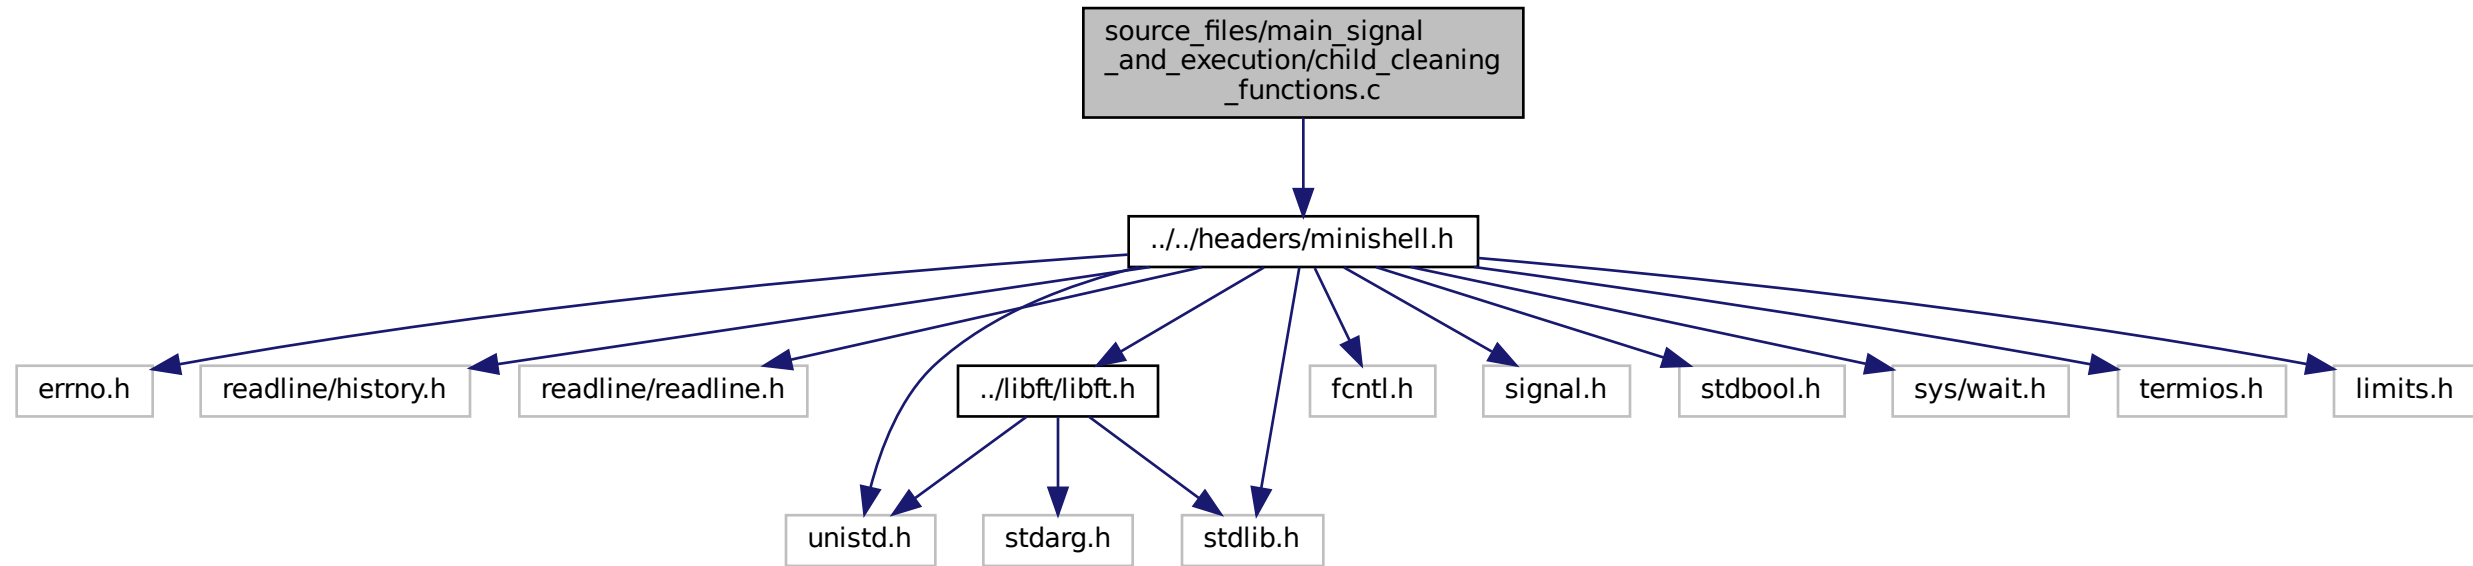 source_files/main_signal
_and_execution/child_cleaning
_functions.c
../../headers/minishell.h
errno.h
readline/history.h
readline/readline.h
../libft/libft.h
fcntl.h
signal.h
stdbool.h
sys/wait.h
termios.h
limits.h
unistd.h
stdarg.h
stdlib.h